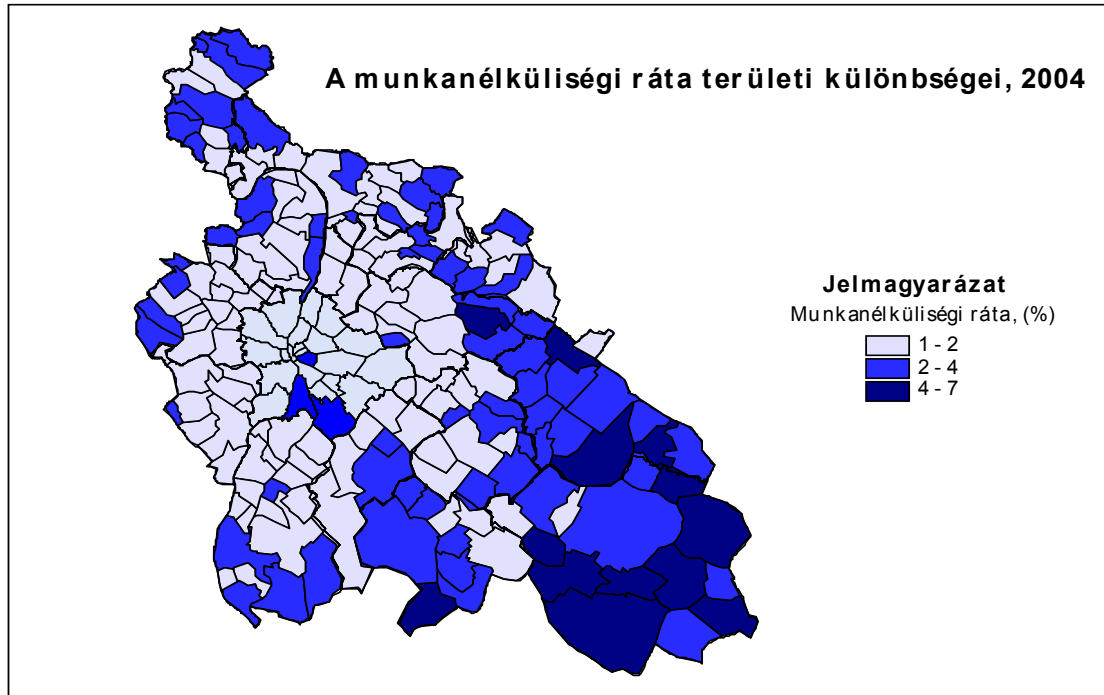 A munkanélküliségi ráta területi különbségei, 2004
Jelmagyarázat
Munkanélküliségi ráta, (%)
1 - 2
2 - 4
4 - 7